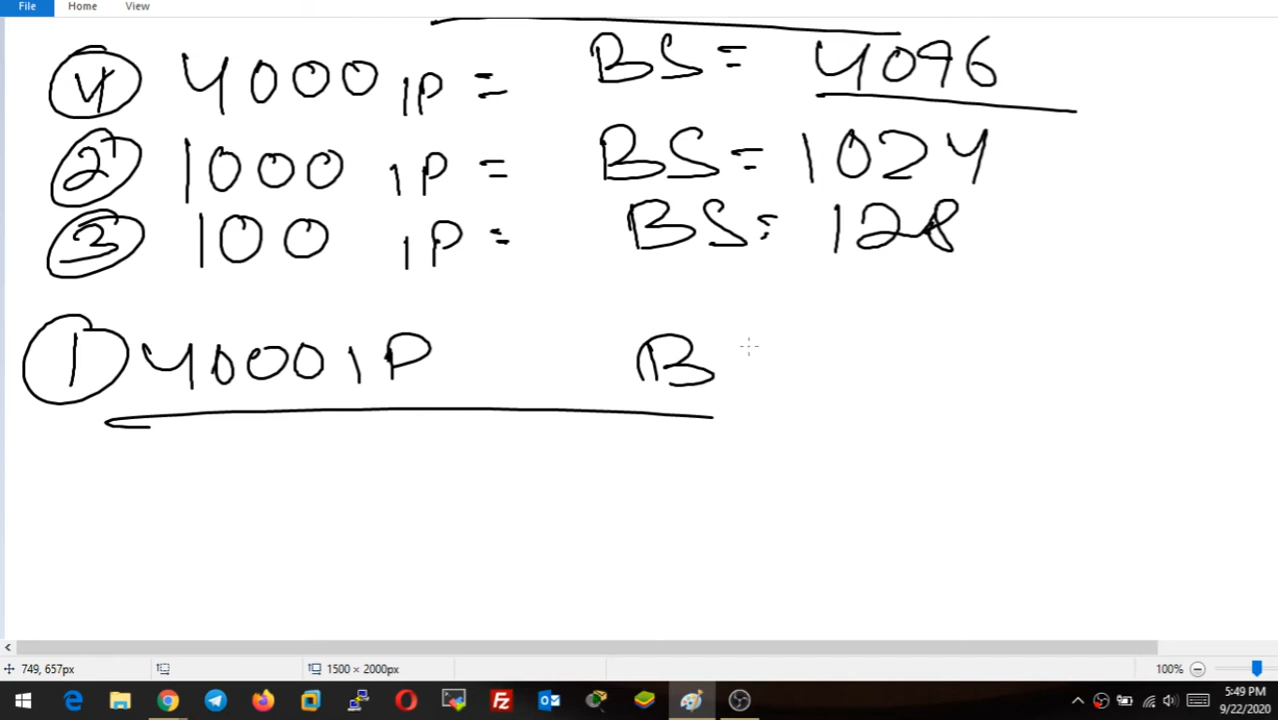 File Home View
4 4000 IP = BS = 4096
2 1000 IP = BS = 1024
3 100 IP = BS = 128
1 4000 IP B
749, 657px 1500 × 2000px 100%
5:49 PM
9/22/2020